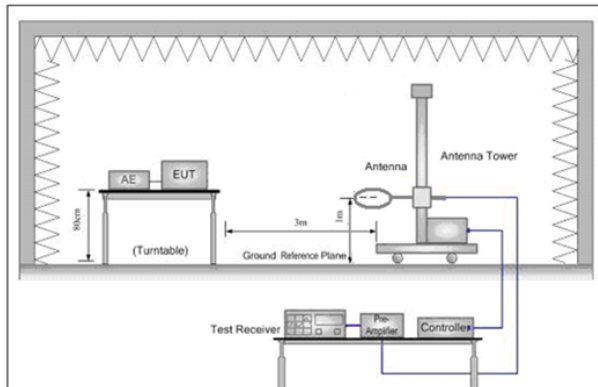 Antenna Tower
Antenna
AE
EUT
80cm
(Turntable)
3m
1m
Ground Reference Plane
Test Receiver
Pre-
Amplifier
Controller